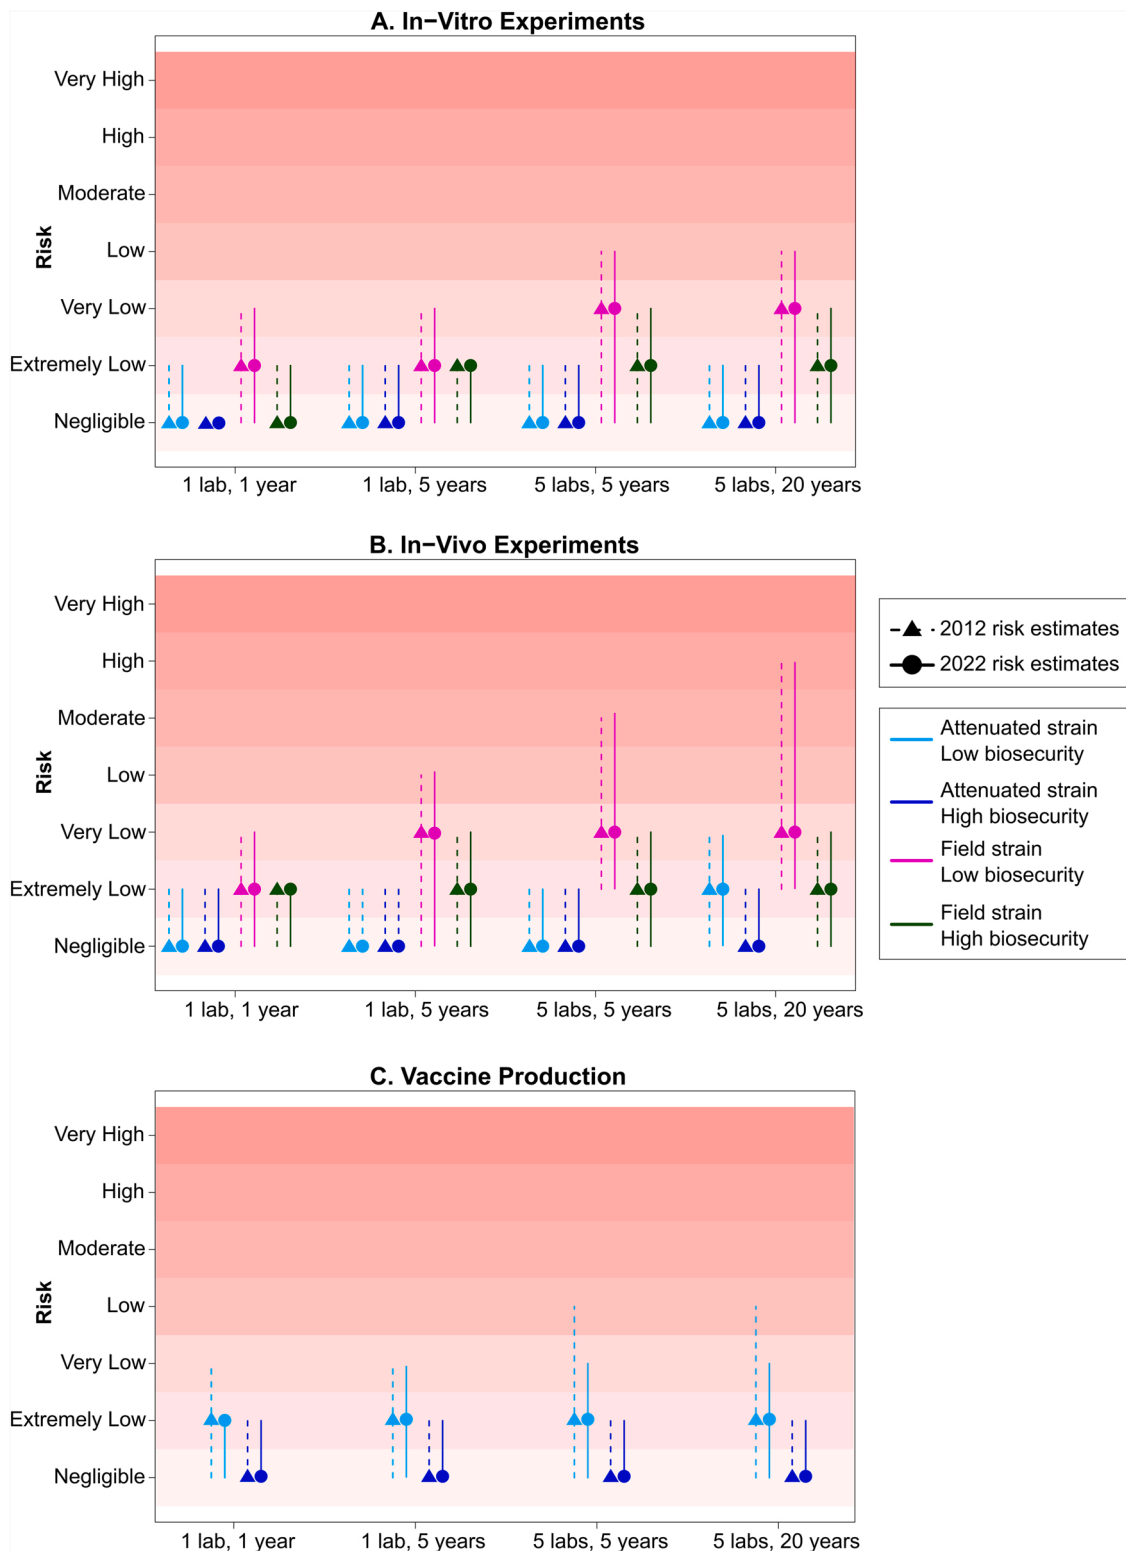 A. In−Vitro Experiments
Very High
High
Moderate
Low
Very Low
Extremely Low
Negligible
Risk
1 lab, 1 year
1 lab, 5 years
5 labs, 5 years
5 labs, 20 years
B. In−Vivo Experiments
Very High
High
Moderate
Low
Very Low
Extremely Low
Negligible
Risk
1 lab, 1 year
1 lab, 5 years
5 labs, 5 years
5 labs, 20 years
2012 risk estimates
2022 risk estimates
Attenuated strain
Low biosecurity
Attenuated strain
High biosecurity
Field strain
Low biosecurity
Field strain
High biosecurity
C. Vaccine Production
Very High
High
Moderate
Low
Very Low
Extremely Low
Negligible
Risk
1 lab, 1 year
1 lab, 5 years
5 labs, 5 years
5 labs, 20 years